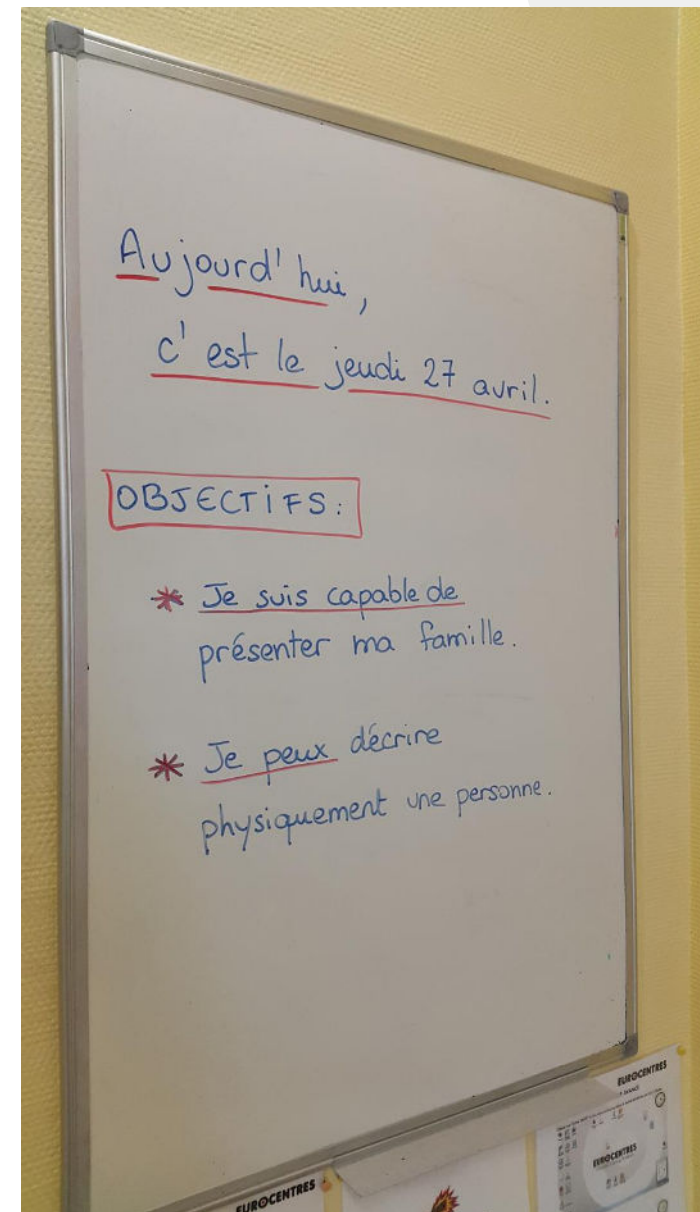 Aujourd'hui,
c'est le jeudi 27 avril.
OBJECTiFS :
* Je suis capable de
présenter ma famille.
* Je peux décrire
physiquement une personne.
EUROCENTRES
EUROCENTRES
EUROCENTRES